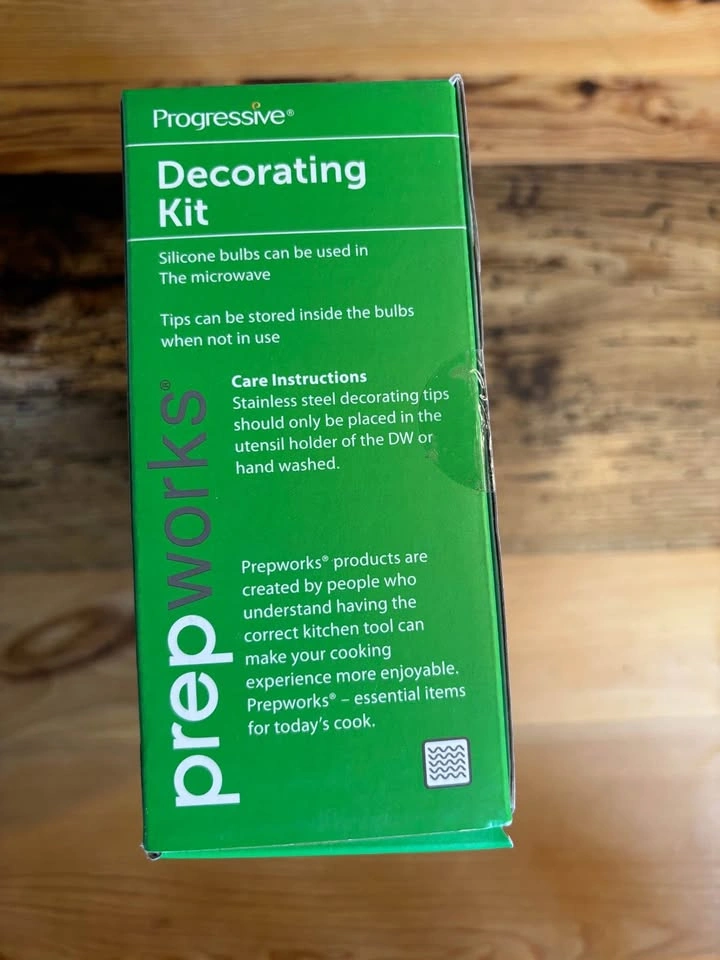 Progressive®
Decorating
Kit
Silicone bulbs can be used in
The microwave
Tips can be stored inside the bulbs
when not in use
Care Instructions
Stainless steel decorating tips
should only be placed in the
utensil holder of the DW or
hand washed.
prepworks®
Prepworks® products are
created by people who
understand having the
correct kitchen tool can
make your cooking
experience more enjoyable.
Prepworks® – essential items
for today's cook.